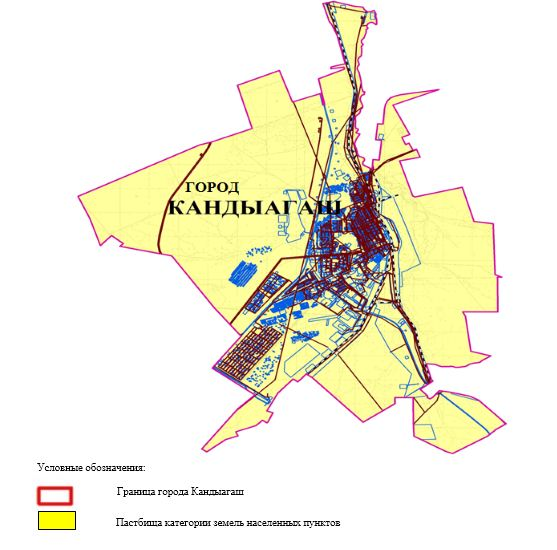 ГОРОД
КАНДЫАГАШ
Условные обозначения:
Граница города Кандыагаш
Пастбища категории земель населенных пунктов